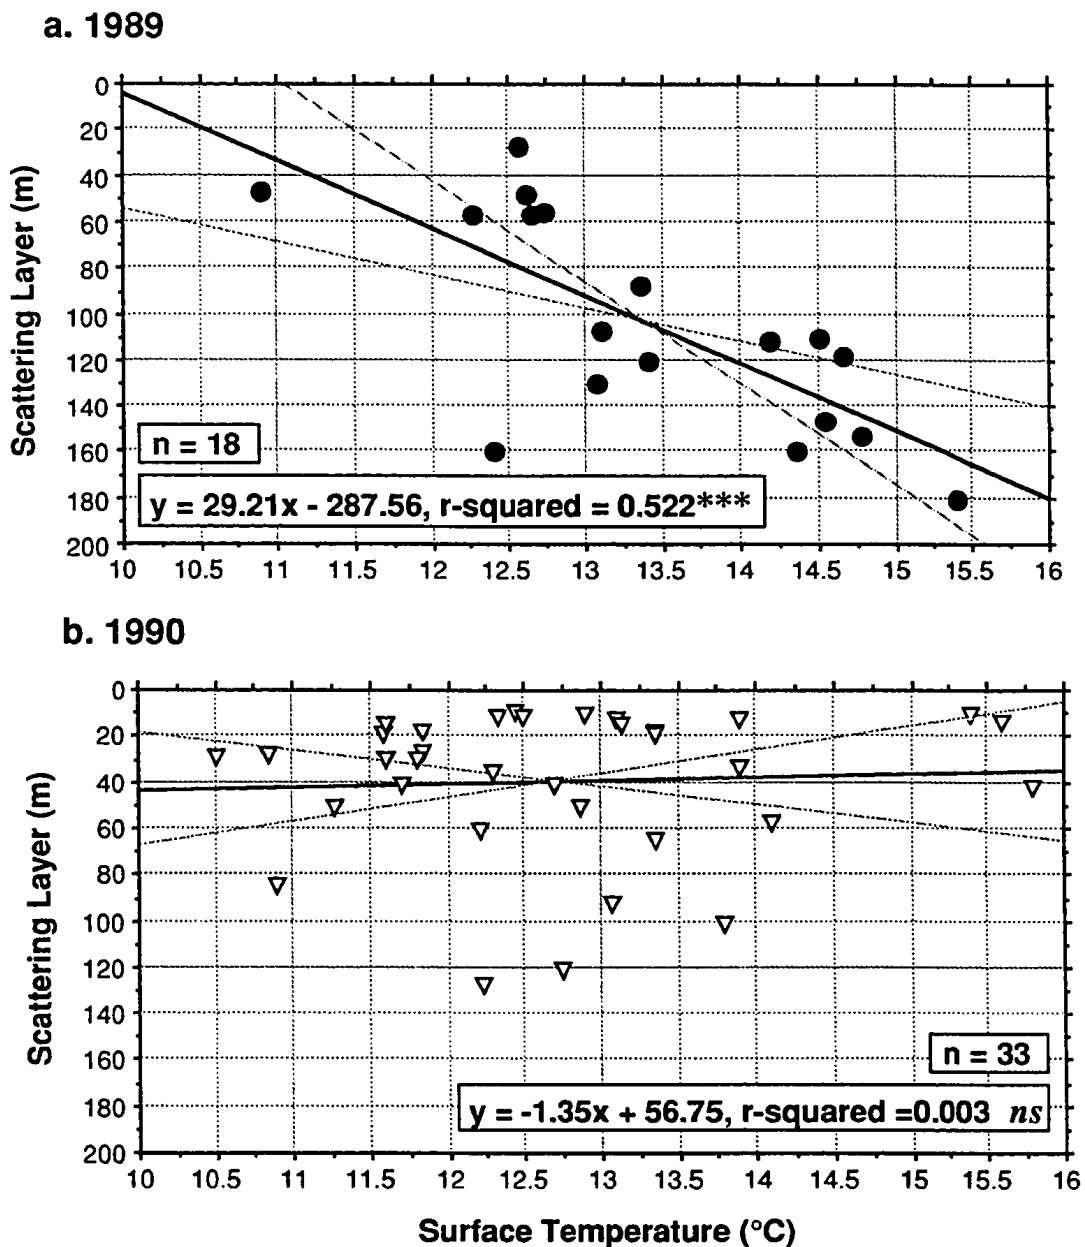 a. 1989
0
20
40
60
80
100
120
140
160
180
200
Scattering Layer (m)
n = 18
y = 29.21x - 287.56, r-squared = 0.522***
10 10.5 11 11.5 12 12.5 13 13.5 14 14.5 15 15.5 16
b. 1990
0
20
40
60
80
100
120
140
160
180
200
Scattering Layer (m)
n = 33
y = -1.35x + 56.75, r-squared =0.003 ns
10 10.5 11 11.5 12 12.5 13 13.5 14 14.5 15 15.5 16
Surface Temperature (°C)